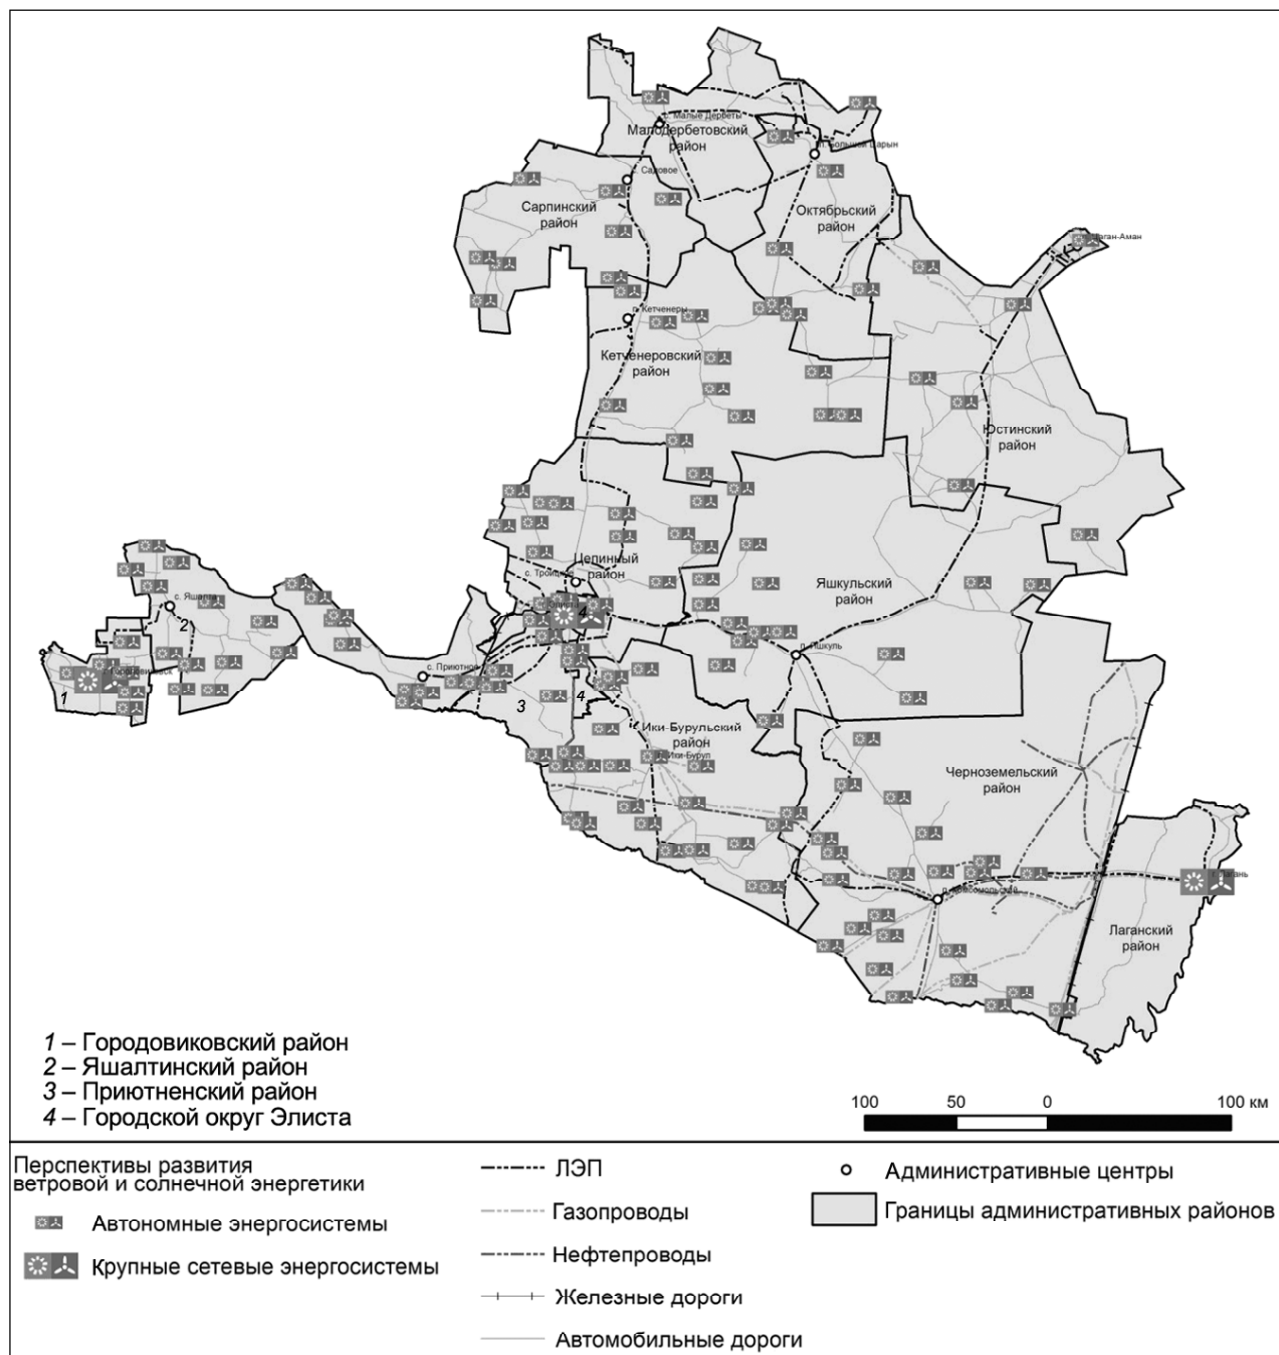 с. Малые Дербеты
Малодербетовский
район
п. Большой Царын
с. Садовое
Сарпинский
район
Октябрьский
район
Цаган-Аман
п. Кетченеры
Кетченеровский
район
Юстинский
район
Целинный
район
с. Троицкое
Яшкульский
район
с. Яшалта
2
4
г. Городовиковск
1
с. Приютное
п. Яшкуль
3
4
Ики-Бурульский
район
п. Ики-Бурул
Черноземельский
район
г. Лагань
п. Комсомольский
Лаганский
район
1 – Городовиковский район
2 – Яшалтинский район
3 – Приютненский район
4 – Городской округ Элиста
100 50 0 100 км
Перспективы развития
ветровой и солнечной энергетики
Автономные энергосистемы
Крупные сетевые энергосистемы
ЛЭП
Газопроводы
Нефтепроводы
Железные дороги
Автомобильные дороги
Административные центры
Границы административных районов